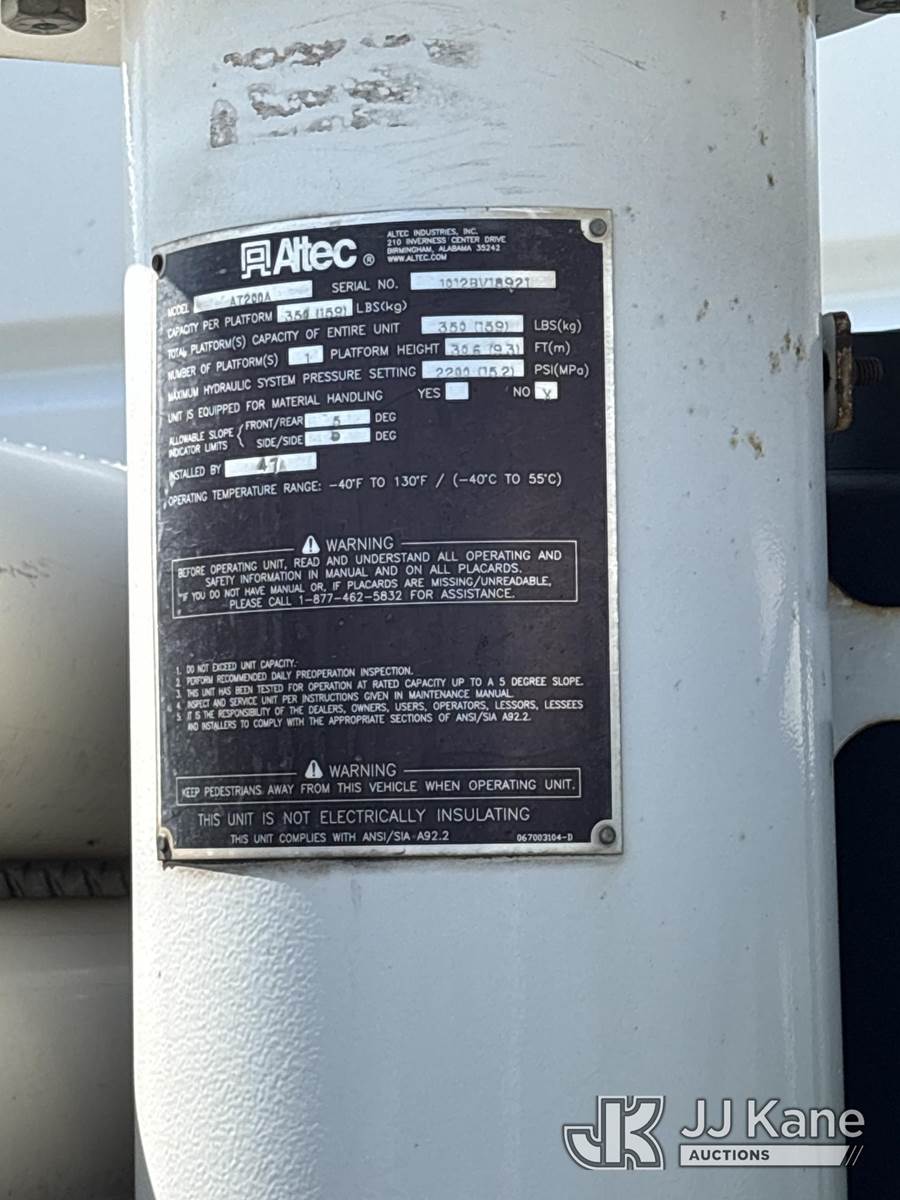 Altec ®
ALTEC INDUSTRIES, INC.
210 INVERNESS CENTER DRIVE
BIRMINGHAM, ALABAMA 35242
WWW.ALTEC.COM
MODEL AT200A SERIAL NO. 1012BV18921
CAPACITY PER PLATFORM 350 (159) LBS(kg)
TOTAL PLATFORM(S) CAPACITY OF ENTIRE UNIT 350 (159) LBS(kg)
NUMBER OF PLATFORM(S) 1 PLATFORM HEIGHT 30.6 (9.3) FT(m)
MAXIMUM HYDRAULIC SYSTEM PRESSURE SETTING 2200 (15.2) PSI(MPa)
UNIT IS EQUIPPED FOR MATERIAL HANDLING YES NO X
ALLOWABLE SLOPE INDICATOR LIMITS { FRONT/REAR 5 DEG
SIDE/SIDE 5 DEG
INSTALLED BY
OPERATING TEMPERATURE RANGE: -40°F TO 130°F / (-40°C TO 55°C)
WARNING
BEFORE OPERATING UNIT, READ AND UNDERSTAND ALL OPERATING AND
SAFETY INFORMATION IN MANUAL AND ON ALL PLACARDS.
*IF YOU DO NOT HAVE MANUAL OR, IF PLACARDS ARE MISSING/UNREADABLE,
PLEASE CALL 1-877-462-5832 FOR ASSISTANCE.
1. DO NOT EXCEED UNIT CAPACITY.
2. PERFORM RECOMMENDED DAILY PREOPERATION INSPECTION.
3. THIS UNIT HAS BEEN TESTED FOR OPERATION AT RATED CAPACITY UP TO A 5 DEGREE SLOPE.
4. INSPECT AND SERVICE UNIT PER INSTRUCTIONS GIVEN IN MAINTENANCE MANUAL.
5. IT IS THE RESPONSIBILITY OF THE DEALERS, OWNERS, USERS, OPERATORS, LESSORS, LESSEES
AND INSTALLERS TO COMPLY WITH THE APPROPRIATE SECTIONS OF ANSI/SIA A92.2.
WARNING
KEEP PEDESTRIANS AWAY FROM THIS VEHICLE WHEN OPERATING UNIT.
THIS UNIT IS NOT ELECTRICALLY INSULATING
THIS UNIT COMPLIES WITH ANSI/SIA A92.2 067003104-D
JK JJ Kane
AUCTIONS